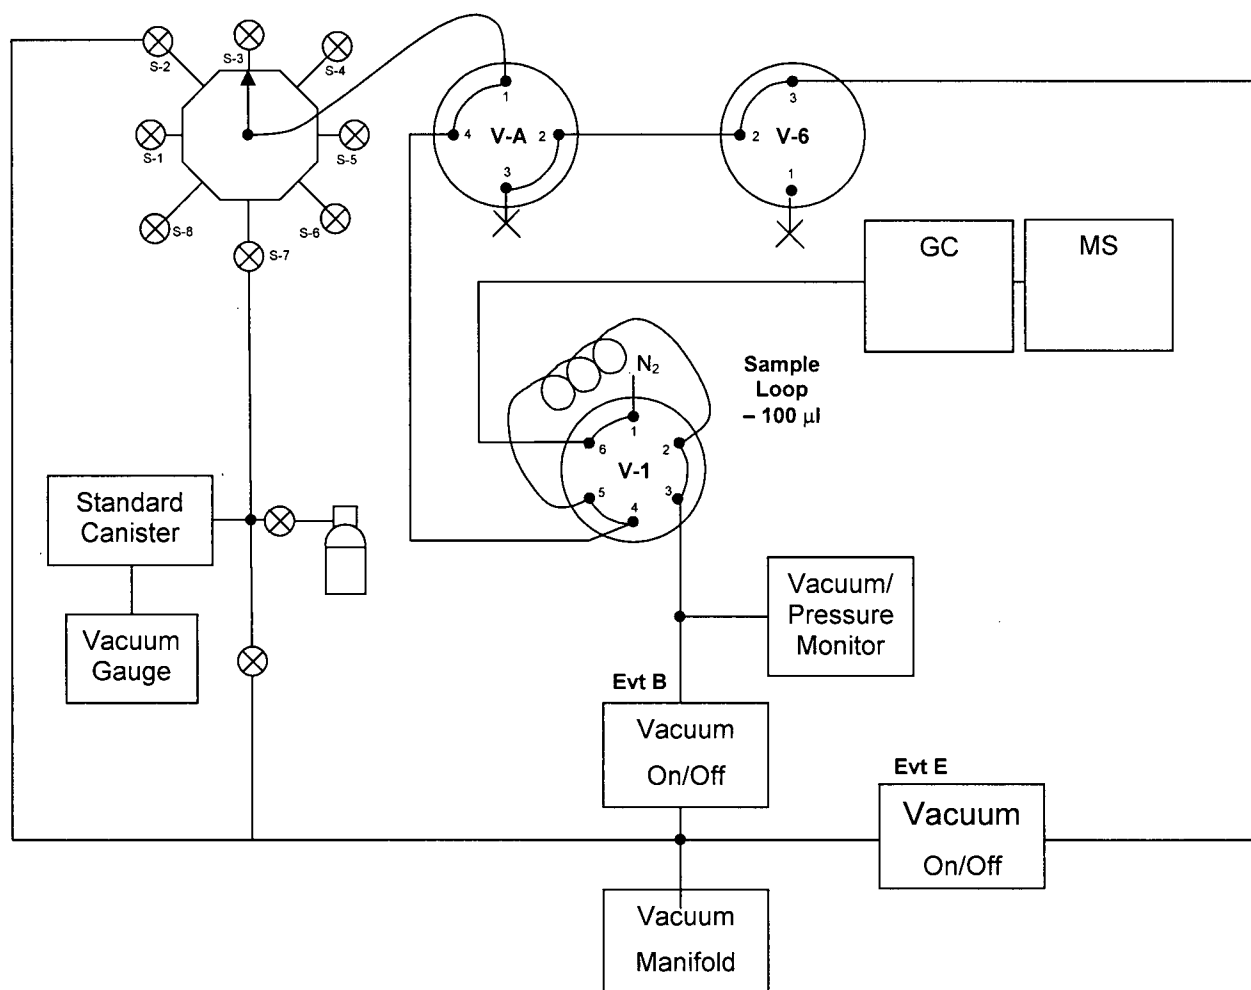 S-2
S-3
S-4
S-1
S-5
S-8
S-6
S-7
1
4
V-A
2
3
3
2
V-6
1
GC
MS
N2
Sample
Loop
– 100 µl
1
6
2
V-1
5
3
4
Standard
Canister
Vacuum
Gauge
Vacuum/
Pressure
Monitor
Evt B
Vacuum
On/Off
Evt E
Vacuum
On/Off
Vacuum
Manifold